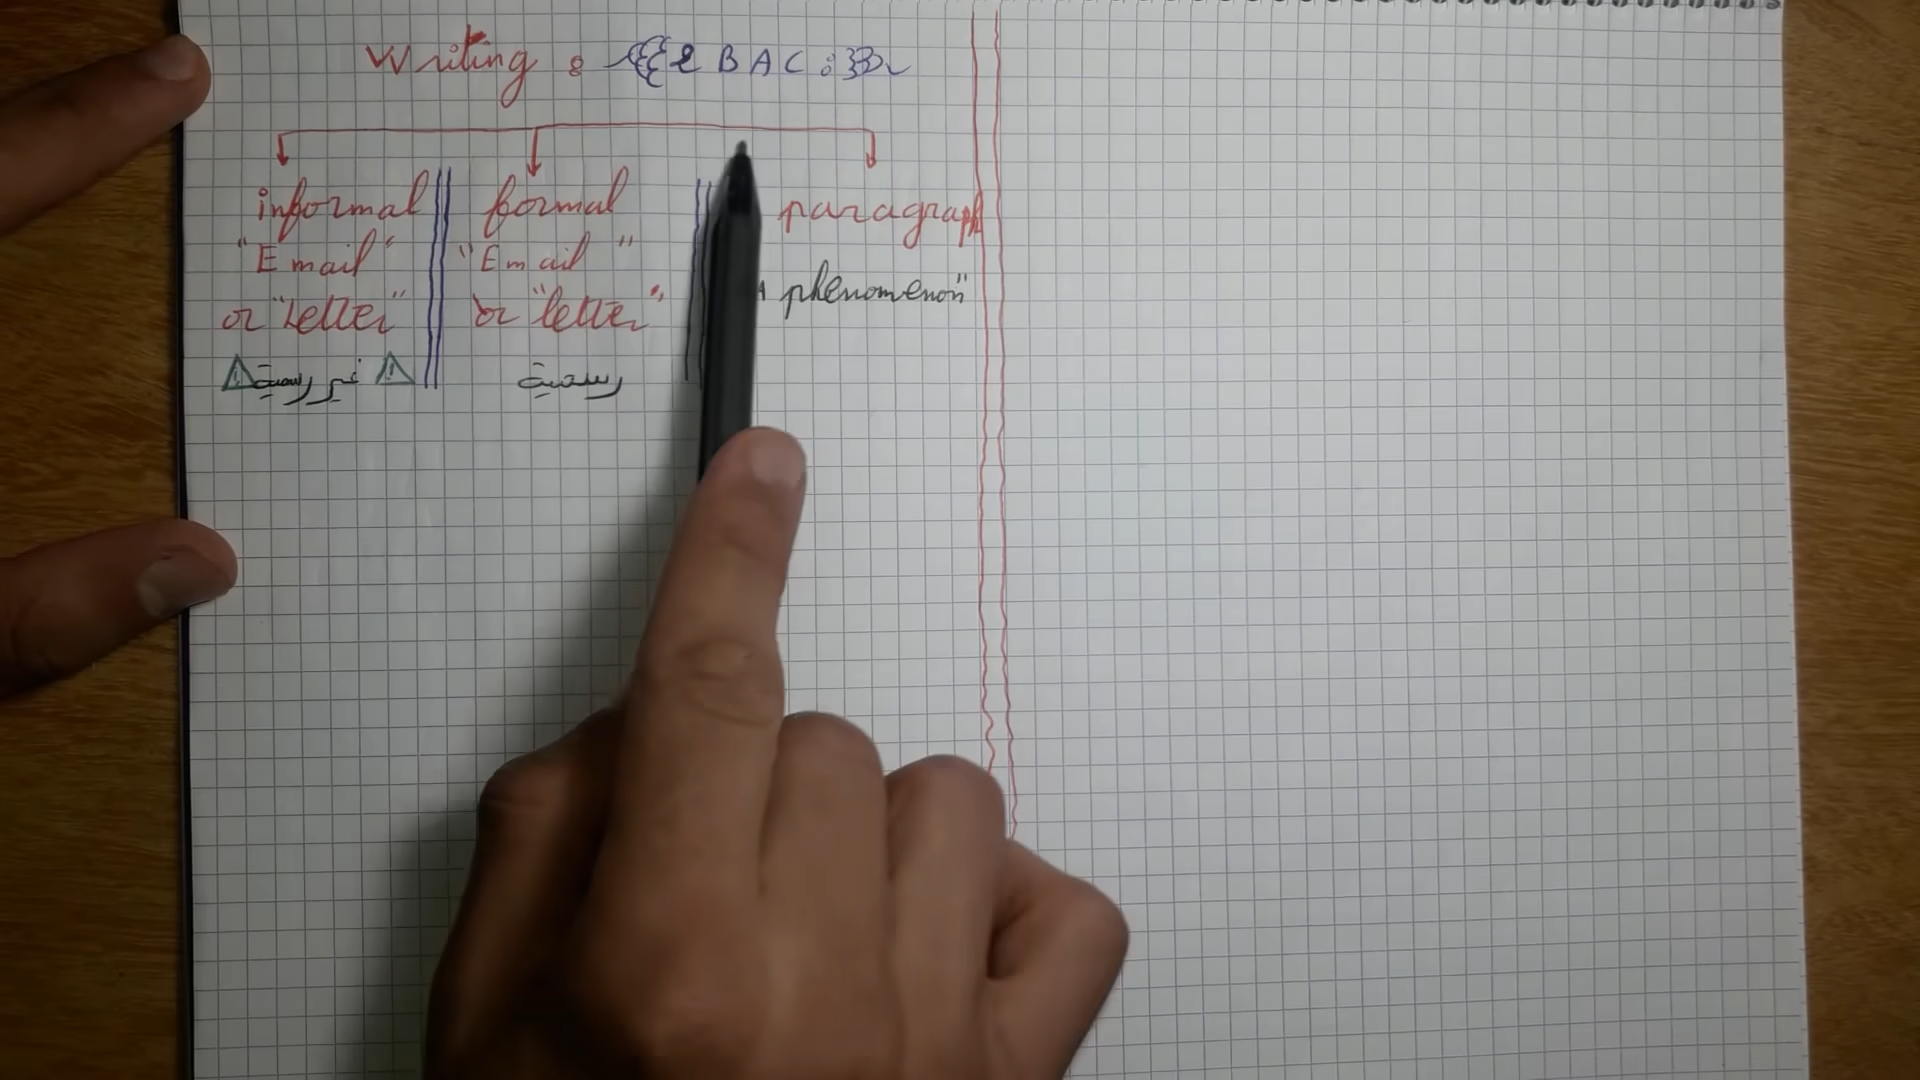 Writing : 2 BAC :
informal
"Email"
or "Letter"
غير رسمية
formal
"Email"
or "letter"
رسمية
paragraph
phenomenon"